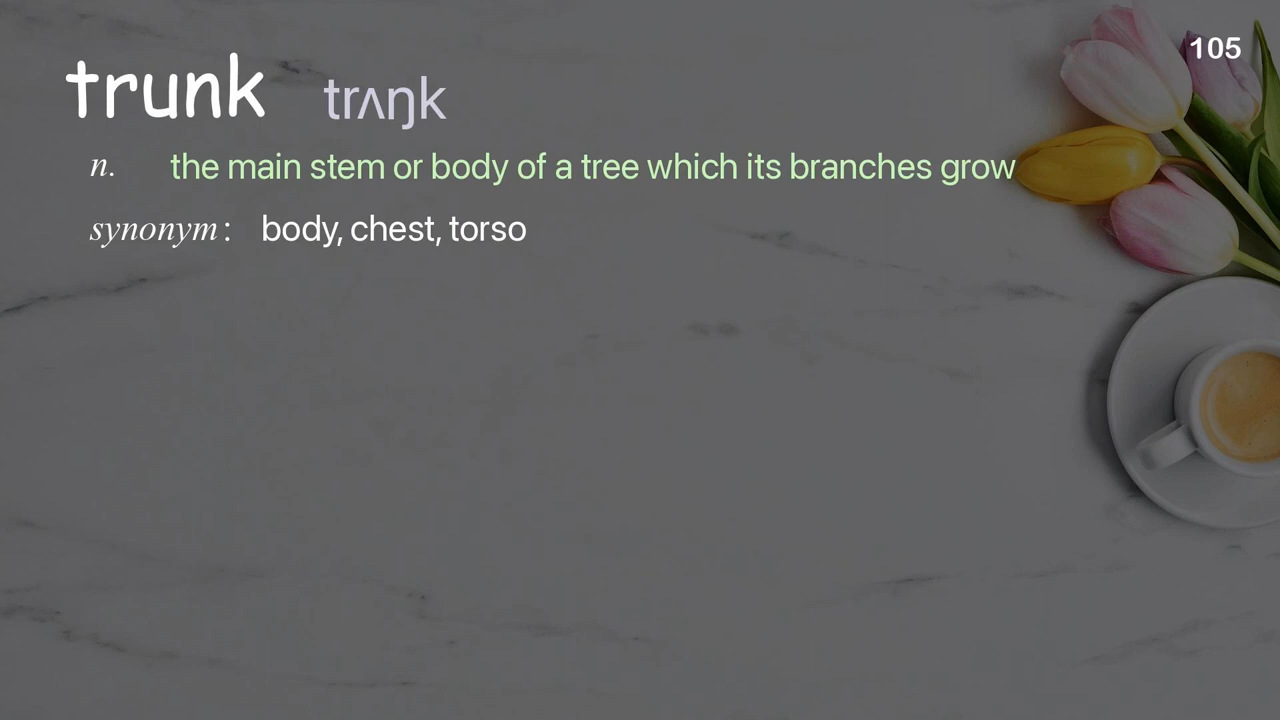 105
trunk trʌŋk
n. the main stem or body of a tree which its branches grow
synonym: body, chest, torso